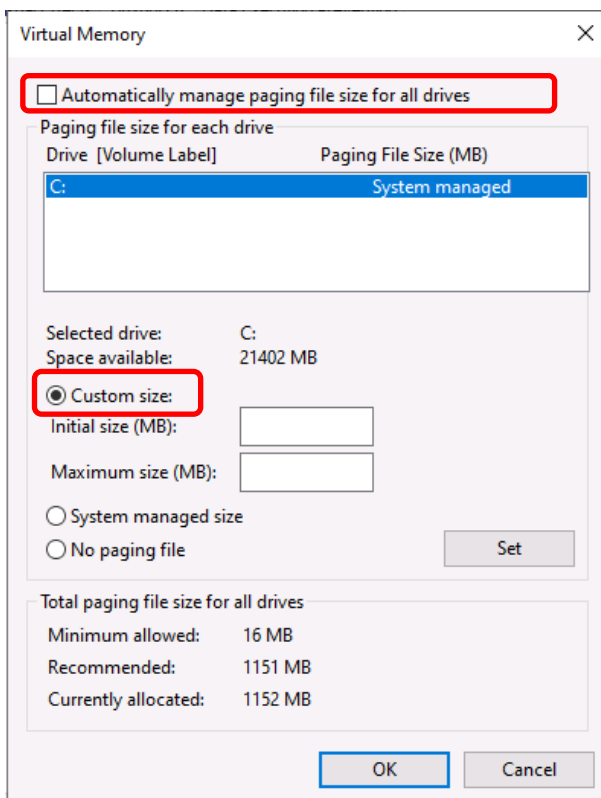 Virtual Memory
Automatically manage paging file size for all drives
Paging file size for each drive
Drive [Volume Label] Paging File Size (MB)
C: System managed
Selected drive: C:
Space available: 21402 MB
Custom size:
Initial size (MB):
Maximum size (MB):
System managed size
No paging file Set
Total paging file size for all drives
Minimum allowed: 16 MB
Recommended: 1151 MB
Currently allocated: 1152 MB
OK Cancel